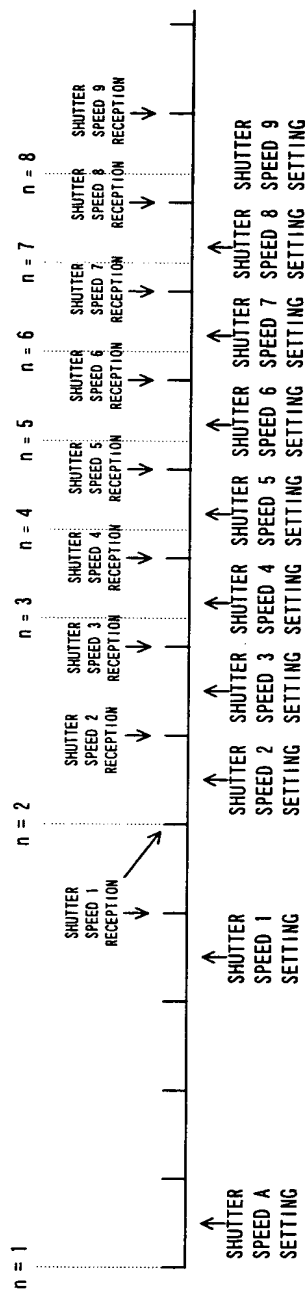 n = 1
n = 2
n = 3
n = 4
n = 5
n = 6
n = 7
n = 8
SHUTTER
SPEED 1
RECEPTION
SHUTTER
SPEED 2
RECEPTION
SHUTTER
SPEED 3
RECEPTION
SHUTTER
SPEED 4
RECEPTION
SHUTTER
SPEED 5
RECEPTION
SHUTTER
SPEED 6
RECEPTION
SHUTTER
SPEED 7
RECEPTION
SHUTTER
SPEED 8
RECEPTION
SHUTTER
SPEED 9
RECEPTION
SHUTTER
SPEED A
SETTING
SHUTTER
SPEED 1
SETTING
SHUTTER
SPEED 2
SETTING
SHUTTER
SPEED 3
SETTING
SHUTTER
SPEED 4
SETTING
SHUTTER
SPEED 5
SETTING
SHUTTER
SPEED 6
SETTING
SHUTTER
SPEED 7
SETTING
SHUTTER
SPEED 8
SETTING
SHUTTER
SPEED 9
SETTING